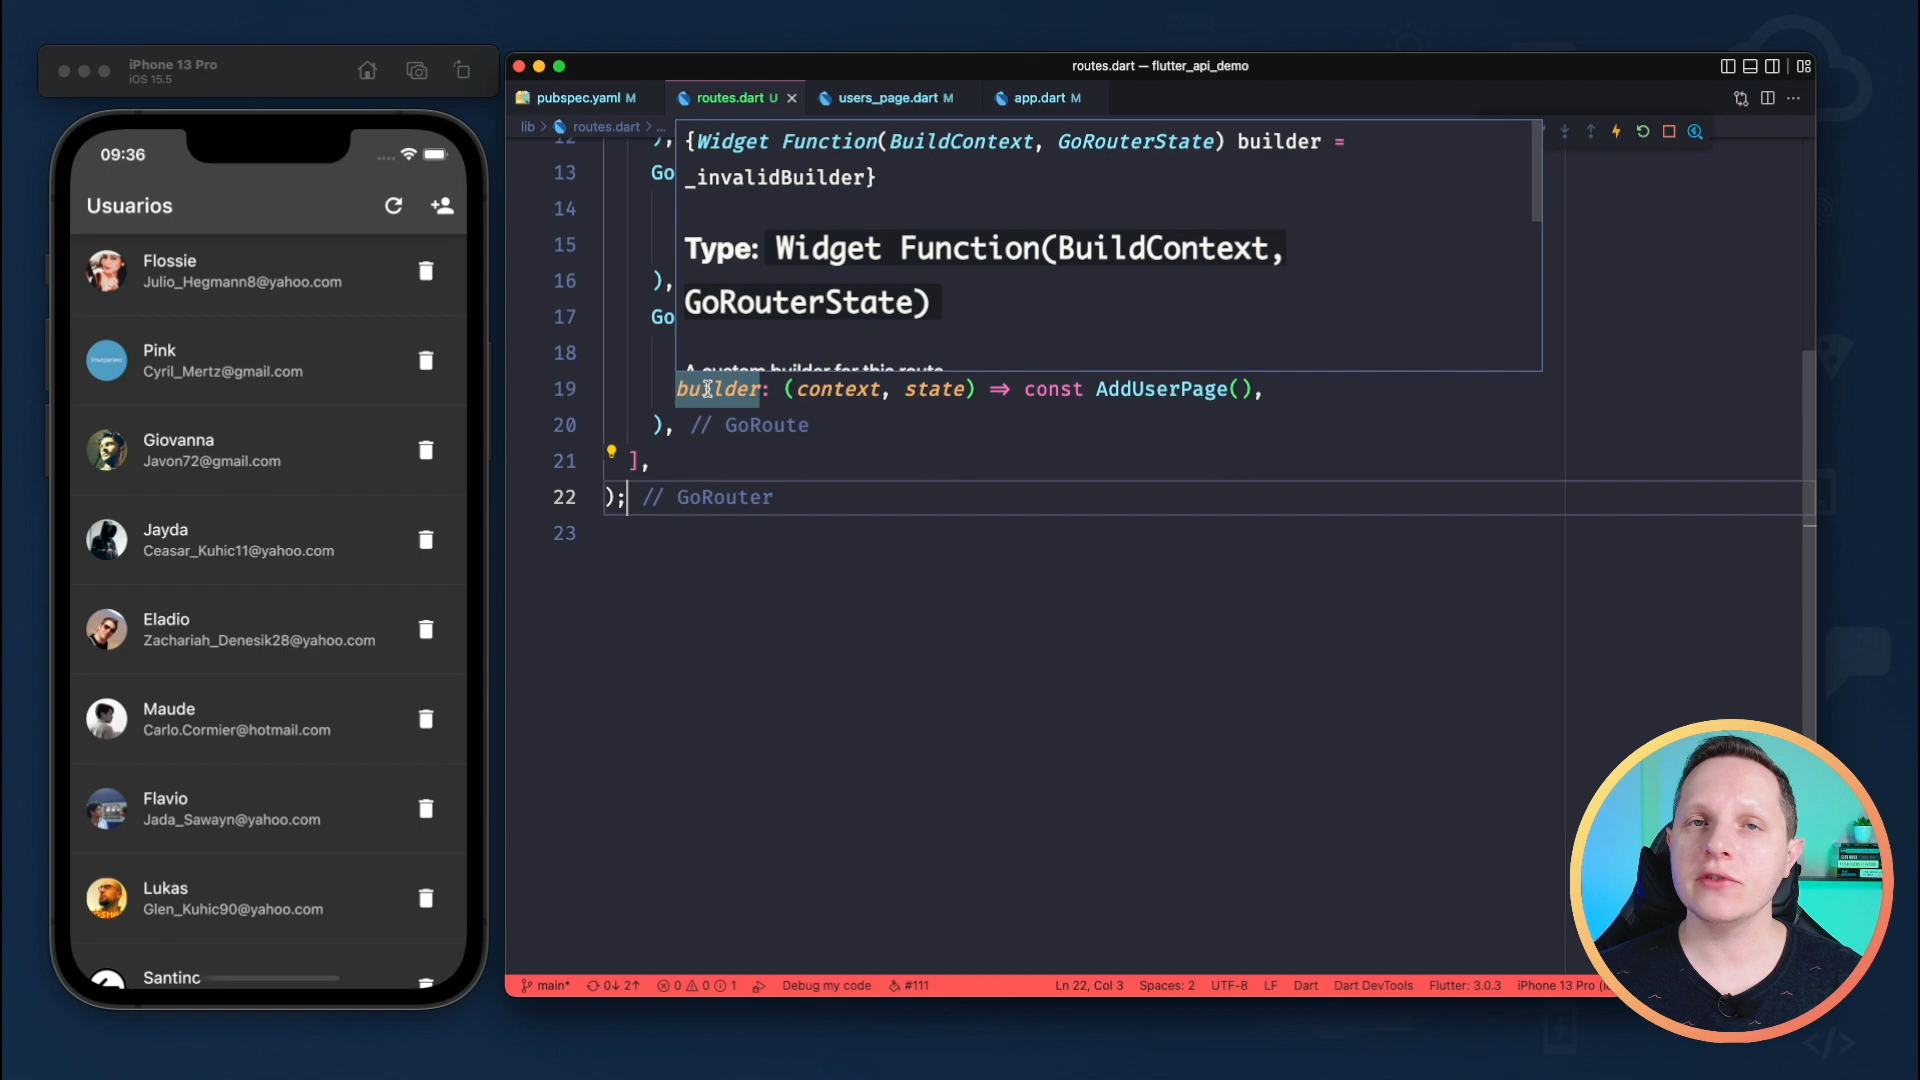 iPhone 13 Pro
iOS 15.5
09:36
Usuarios
Flossie
Julio_Hegmann8@yahoo.com
Pink
Cyril_Mertz@gmail.com
Giovanna
Javon72@gmail.com
Jayda
Ceasar_Kuhic11@yahoo.com
Eladio
Zachariah_Denesik28@yahoo.com
Maude
Carlo.Cormier@hotmail.com
Flavio
Jada_Sawayn@yahoo.com
Lukas
Glen_Kuhic90@yahoo.com
routes.dart — flutter_api_demo
pubspec.yaml M
routes.dart U
users_page.dart M
app.dart M
lib > routes.dart > ...
{Widget Function(BuildContext, GoRouterState) builder =
_invalidBuilder}
Type: Widget Function(BuildContext,
GoRouterState)
A custom builder for this route
12 ),
13 Go
14
15
16 ),
17 Go
18
19 builder: (context, state) => const AddUserPage(),
20 ), // GoRoute
21 ],
22 ); // GoRouter
23
main* 0↓ 2↑ 0 0 1 Debug my code #111 Ln 22, Col 3 Spaces: 2 UTF-8 LF Dart Dart DevTools Flutter: 3.0.3 iPhone 13 Pro